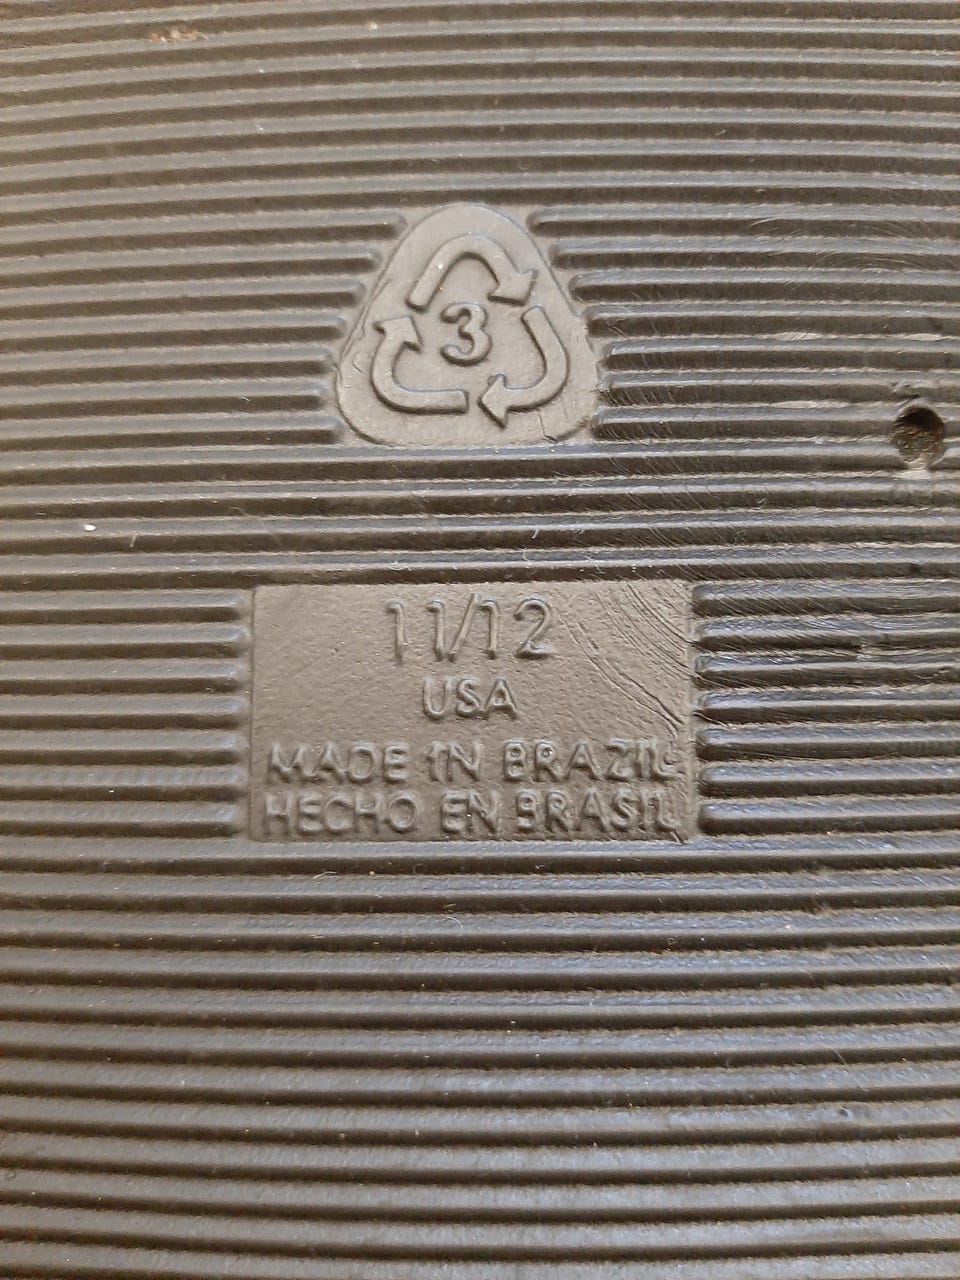 3
11/12
USA
MADE IN BRAZIL
HECHO EN BRASIL